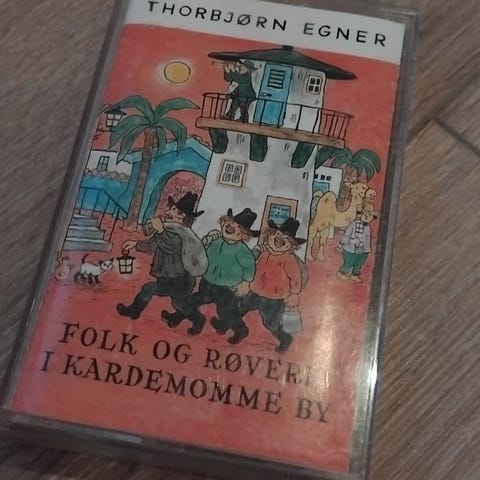 THORBJØRN EGNER
FOLK OG RØVERE
I KARDEMOMME BY